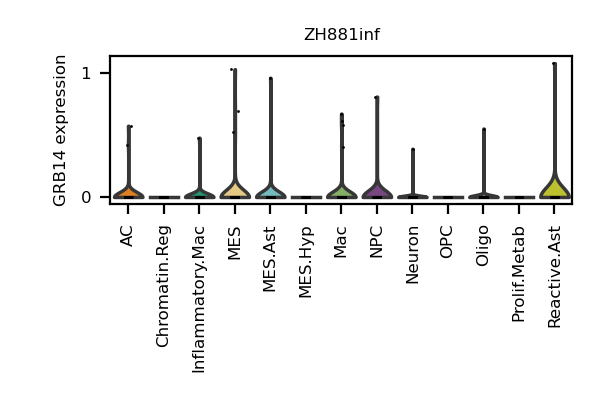 ZH881inf
GRB14 expression
1
0
AC
Chromatin.Reg
Inflammatory.Mac
MES
MES.Ast
MES.Hyp
Mac
NPC
Neuron
OPC
Oligo
Prolif.Metab
Reactive.Ast